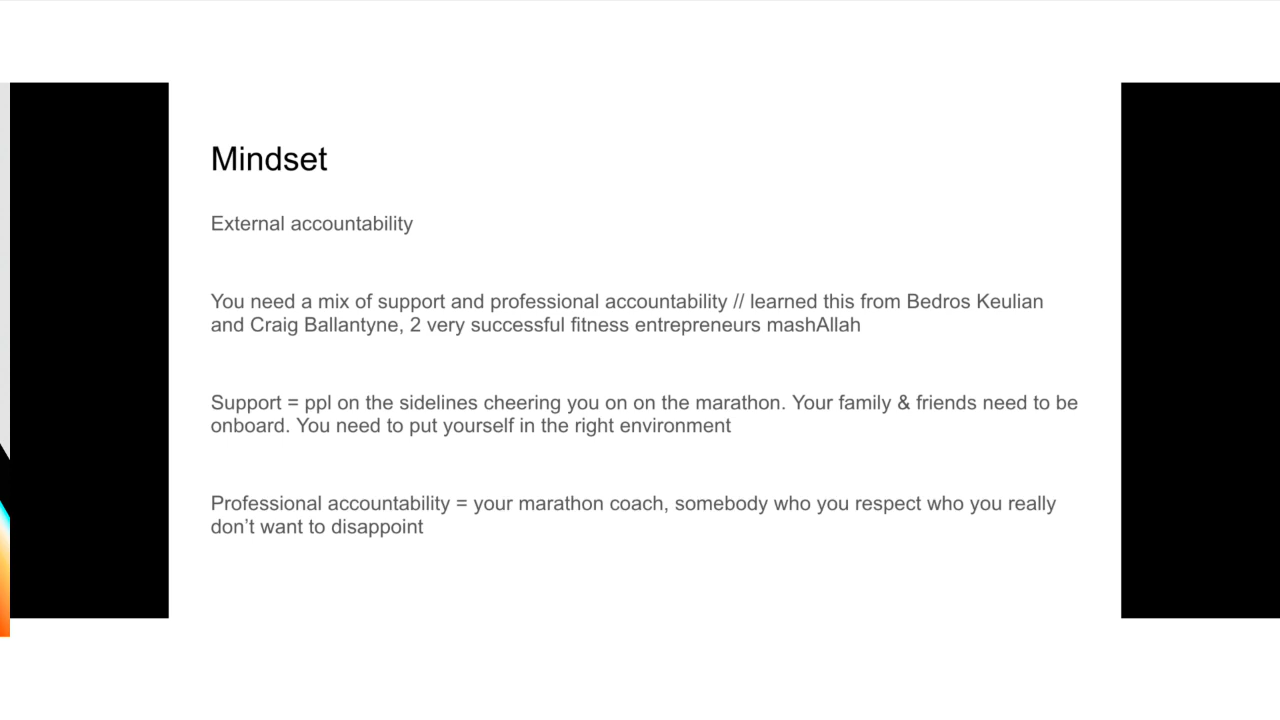 Mindset
External accountability
You need a mix of support and professional accountability // learned this from Bedros Keulian
and Craig Ballantyne, 2 very successful fitness entrepreneurs mashAllah
Support = ppl on the sidelines cheering you on on the marathon. Your family & friends need to be
onboard. You need to put yourself in the right environment
Professional accountability = your marathon coach, somebody who you respect who you really
don’t want to disappoint